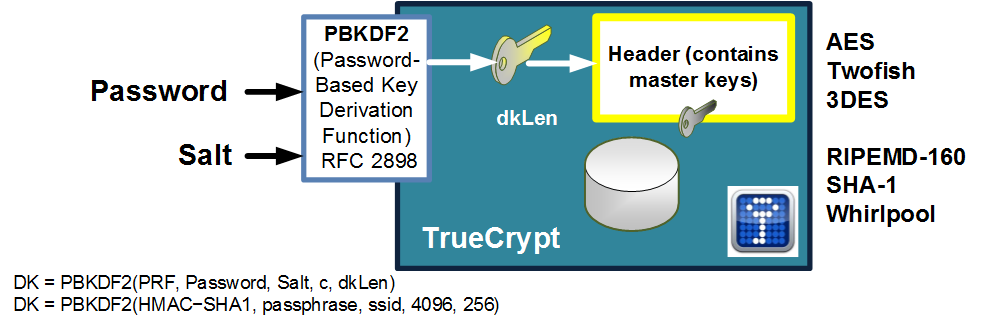 Password
Salt
PBKDF2
(Password-
Based Key
Derivation
Function)
RFC 2898
dkLen
Header (contains
master keys)
TrueCrypt
AES
Twofish
3DES
RIPEMD-160
SHA-1
Whirlpool
DK = PBKDF2(PRF, Password, Salt, c, dkLen)
DK = PBKDF2(HMAC−SHA1, passphrase, ssid, 4096, 256)